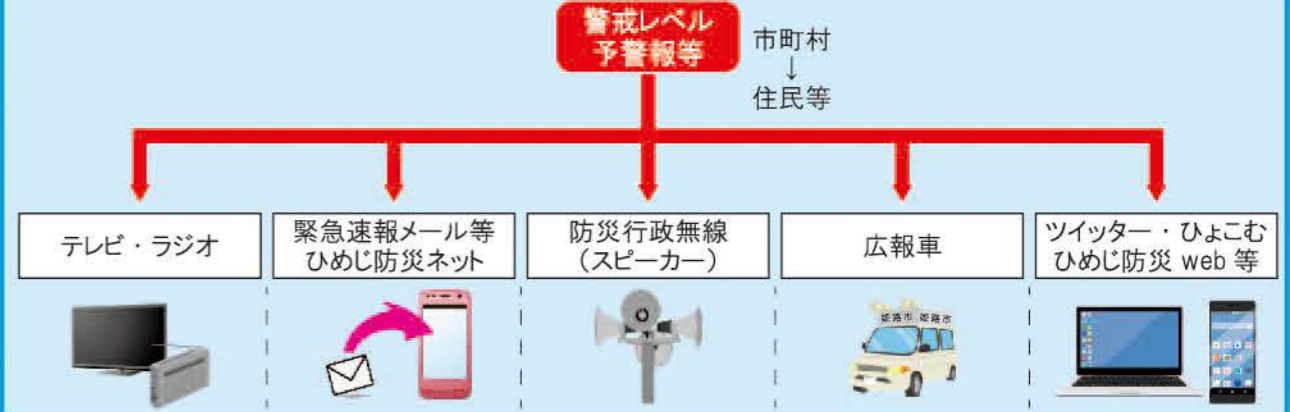 警戒レベル
予警報等
市町村
↓
住民等
テレビ・ラジオ
緊急速報メール等
ひめじ防災ネット
防災行政無線
（スピーカー）
広報車
ツイッター・ひょこむ
ひめじ防災 web 等
姫路市 姫路市